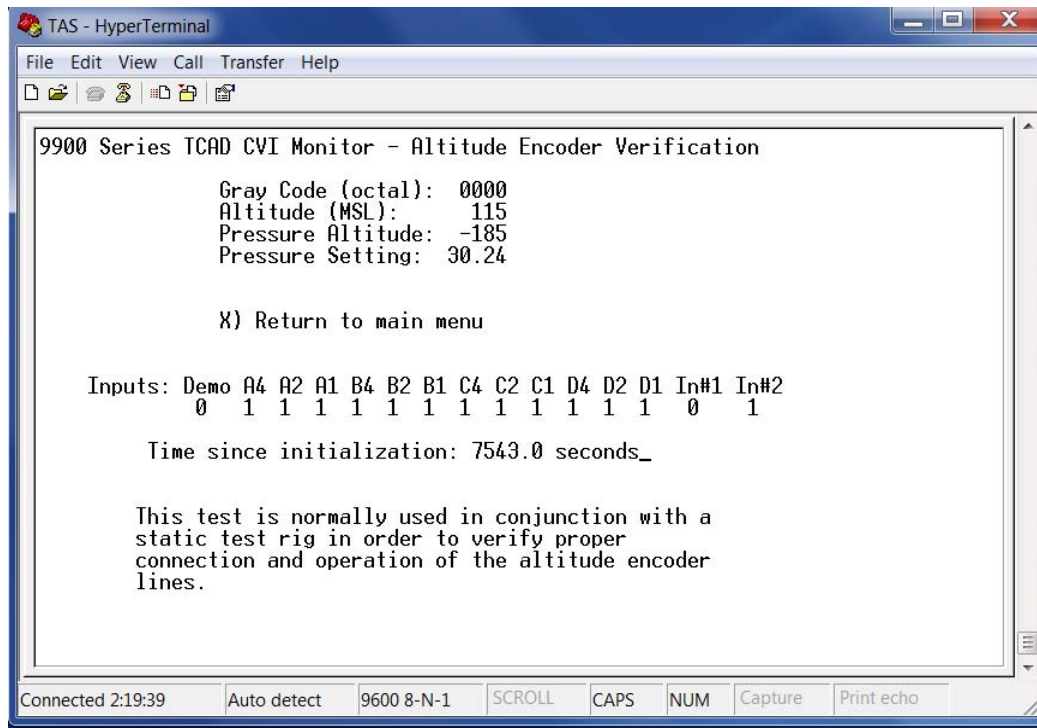 TAS - HyperTerminal
File Edit View Call Transfer Help
9900 Series TCAD CVI Monitor - Altitude Encoder Verification
Gray Code (octal): 0000
Altitude (MSL): 115
Pressure Altitude: -185
Pressure Setting: 30.24
X) Return to main menu
Inputs: Demo A4 A2 A1 B4 B2 B1 C4 C2 C1 D4 D2 D1 In#1 In#2
0 1 1 1 1 1 1 1 1 1 1 1 1 0 1
Time since initialization: 7543.0 seconds_
This test is normally used in conjunction with a
static test rig in order to verify proper
connection and operation of the altitude encoder
lines.
Connected 2:19:39 Auto detect 9600 8-N-1 SCROLL CAPS NUM Capture Print echo